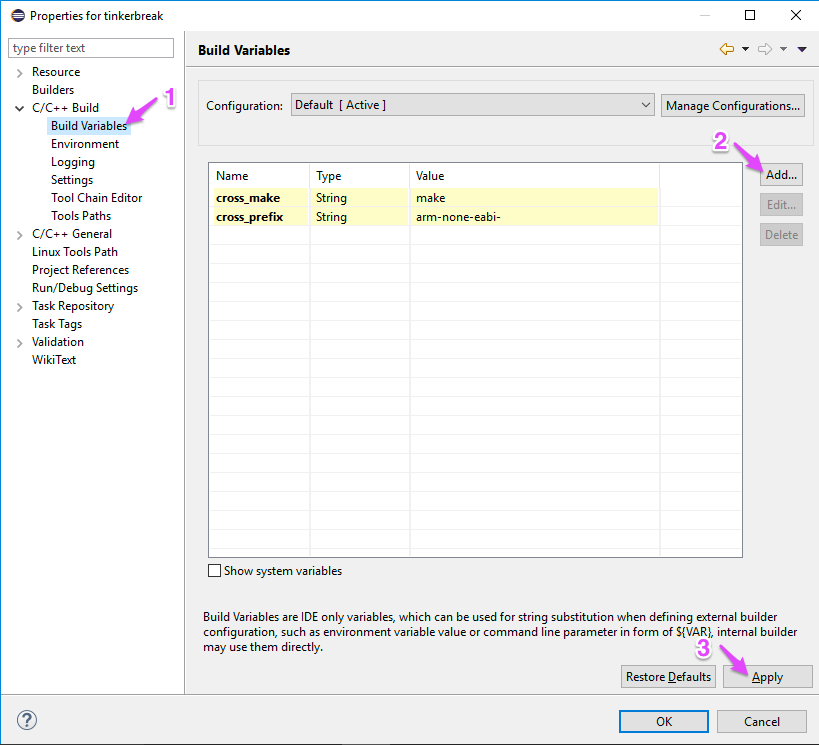 Properties for tinkerbreak
type filter text
Resource
Builders
C/C++ Build
Build Variables
Environment
Logging
Settings
Tool Chain Editor
Tools Paths
C/C++ General
Linux Tools Path
Project References
Run/Debug Settings
Task Repository
Task Tags
Validation
WikiText
1
Build Variables
Configuration: Default [ Active ] Manage Configurations...
2
Name Type Value
Add...
cross_make String make
Edit...
cross_prefix String arm-none-eabi-
Delete
Show system variables
Build Variables are IDE only variables, which can be used for string substitution when defining external builder
configuration, such as environment variable value or command line parameter in form of ${VAR}, internal builder
may use them directly.
3
Restore Defaults Apply
? OK Cancel